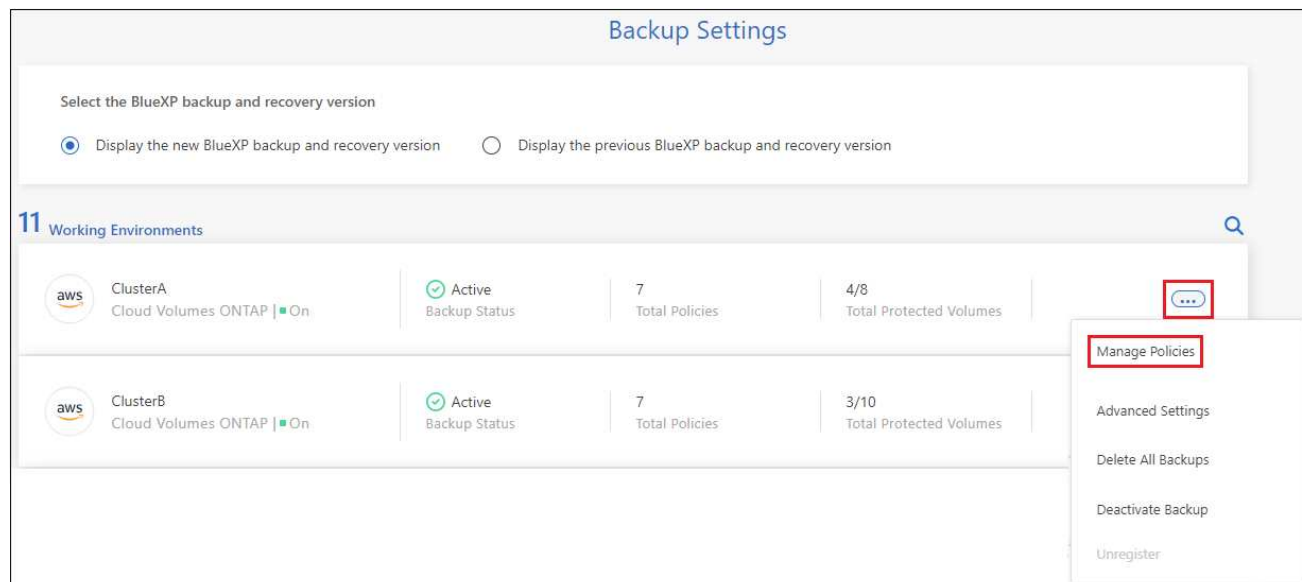 Backup Settings
Select the BlueXP backup and recovery version
Display the new BlueXP backup and recovery version Display the previous BlueXP backup and recovery version
11 Working Environments
aws ClusterA Active 7 4/8 ...
Cloud Volumes ONTAP | On Backup Status Total Policies Total Protected Volumes
Manage Policies
aws ClusterB Active 7 3/10
Cloud Volumes ONTAP | On Backup Status Total Policies Total Protected Volumes
Advanced Settings
Delete All Backups
Deactivate Backup
Unregister